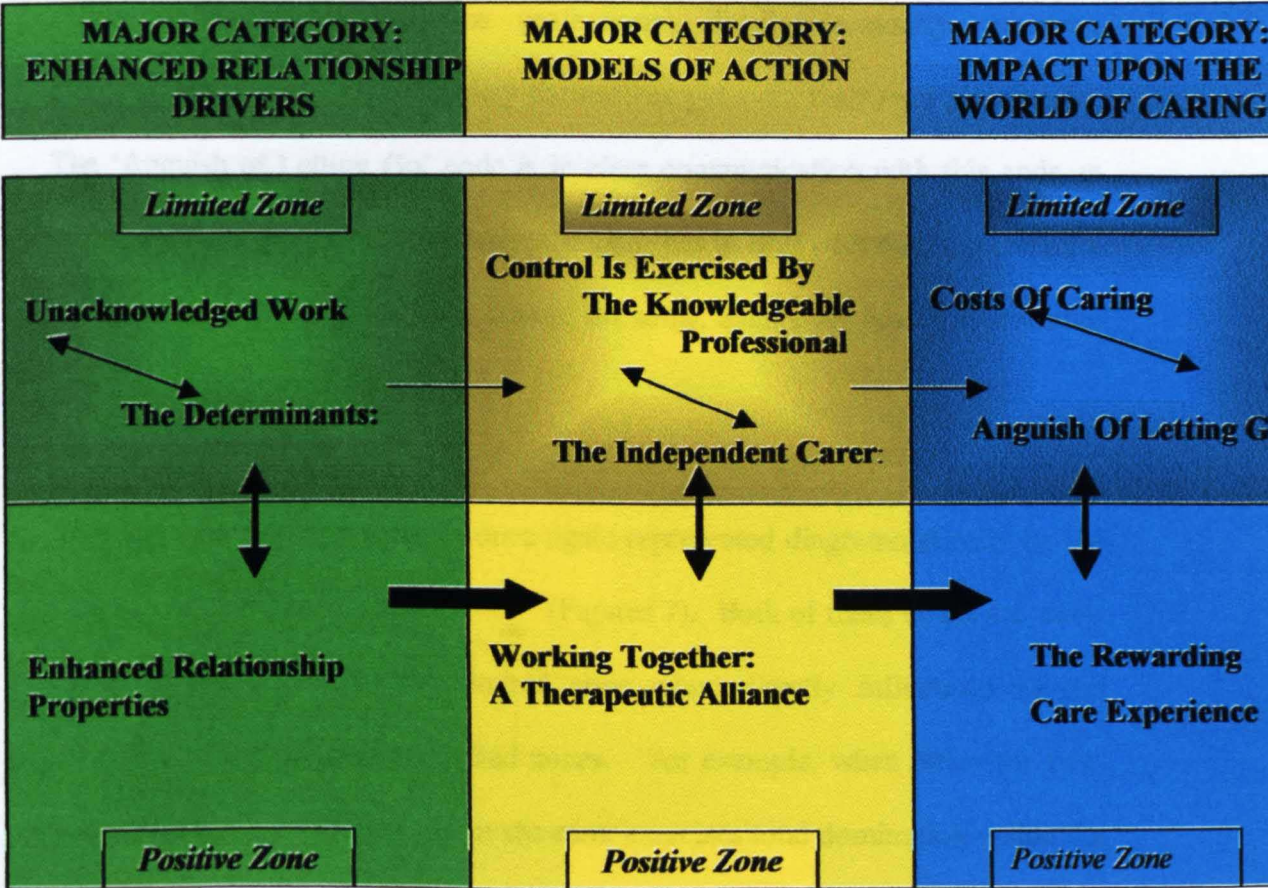 MAJOR CATEGORY:
ENHANCED RELATIONSHIP
DRIVERS
MAJOR CATEGORY:
MODELS OF ACTION
MAJOR CATEGORY:
IMPACT UPON THE
WORLD OF CARING
Limited Zone
Unacknowledged Work
The Determinants:
Enhanced Relationship
Properties
Positive Zone
Limited Zone
Control Is Exercised By
The Knowledgeable
Professional
The Independent Carer:
Working Together:
A Therapeutic Alliance
Positive Zone
Limited Zone
Costs Of Caring
Anguish Of Letting G
The Rewarding
Care Experience
Positive Zone